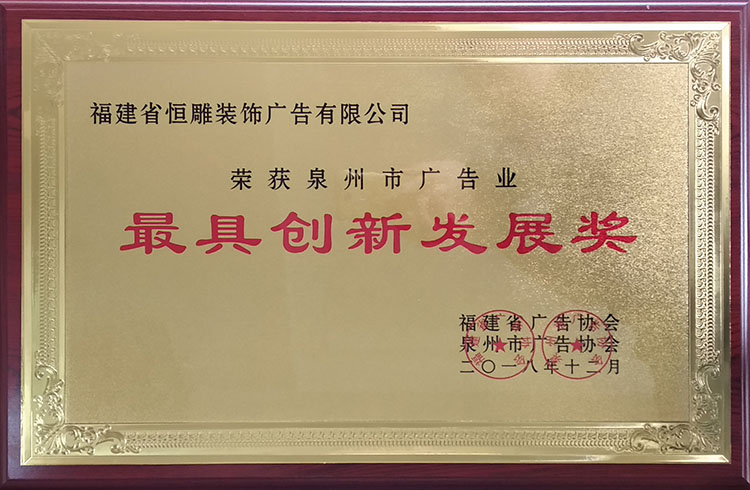 福建省恒雕装饰广告有限公司
荣获泉州市广告业
最具创新发展奖
福建省广告协会
泉州市广告协会
二〇一八年十二月